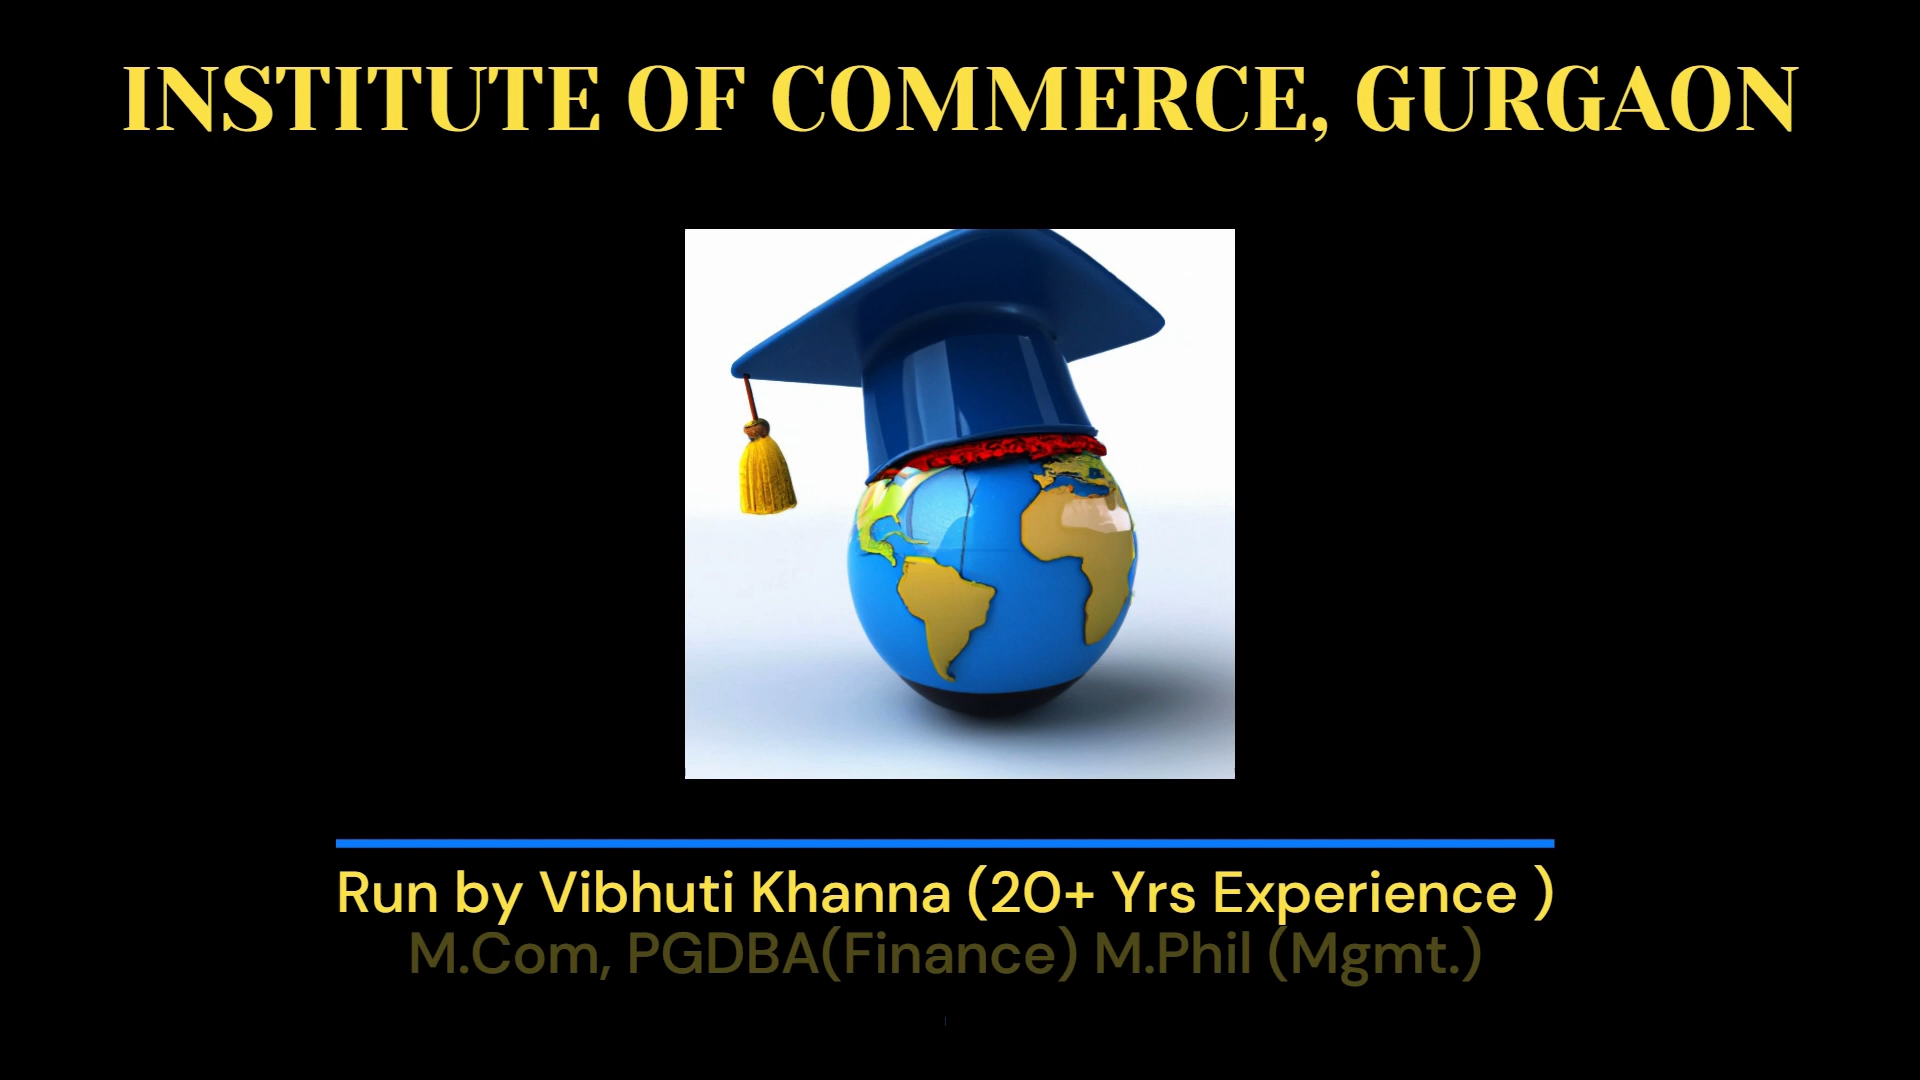 INSTITUTE OF COMMERCE, GURGAON
Run by Vibhuti Khanna (20+ Yrs Experience )
M.Com, PGDBA(Finance) M.Phil (Mgmt.)